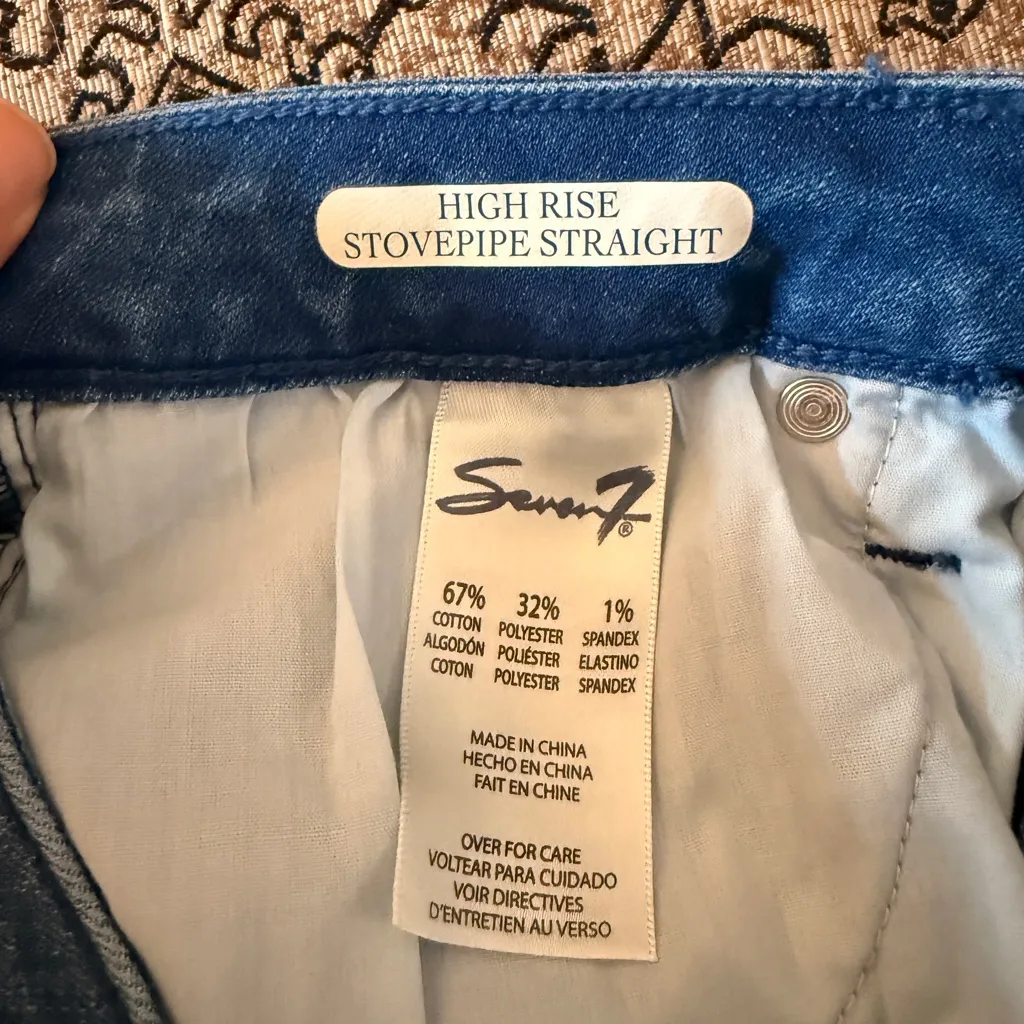 HIGH RISE
STOVEPIPE STRAIGHT
Seven7®
67% 32% 1%
COTTON POLYESTER SPANDEX
ALGODÓN POLIÉSTER ELASTINO
COTON POLYESTER SPANDEX
MADE IN CHINA
HECHO EN CHINA
FAIT EN CHINE
OVER FOR CARE
VOLTEAR PARA CUIDADO
VOIR DIRECTIVES
D'ENTRETIEN AU VERSO